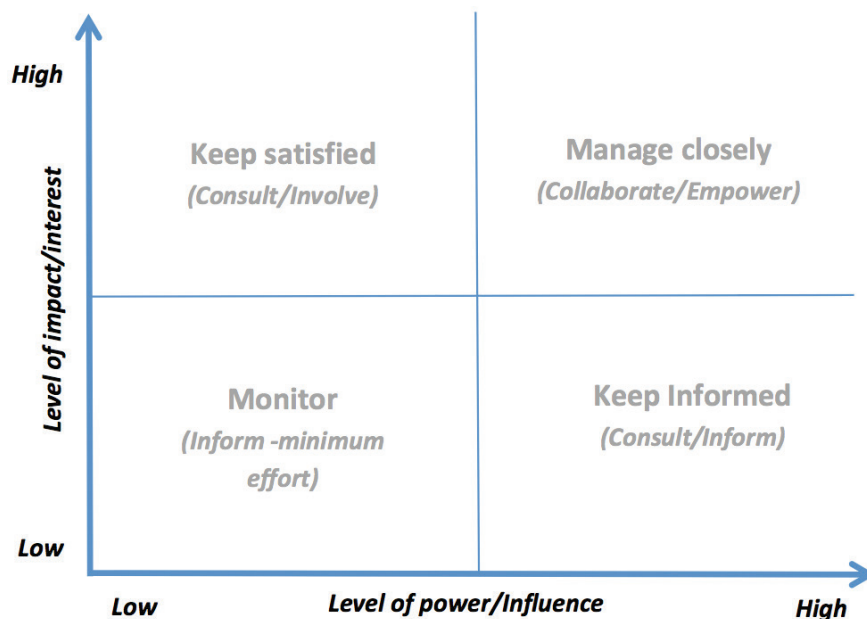 High
Keep satisfied
(Consult/Involve)
Manage closely
(Collaborate/Empower)
Level of impact/interest
Monitor
(Inform -minimum
effort)
Keep Informed
(Consult/Inform)
Low
Low
Level of power/Influence
High